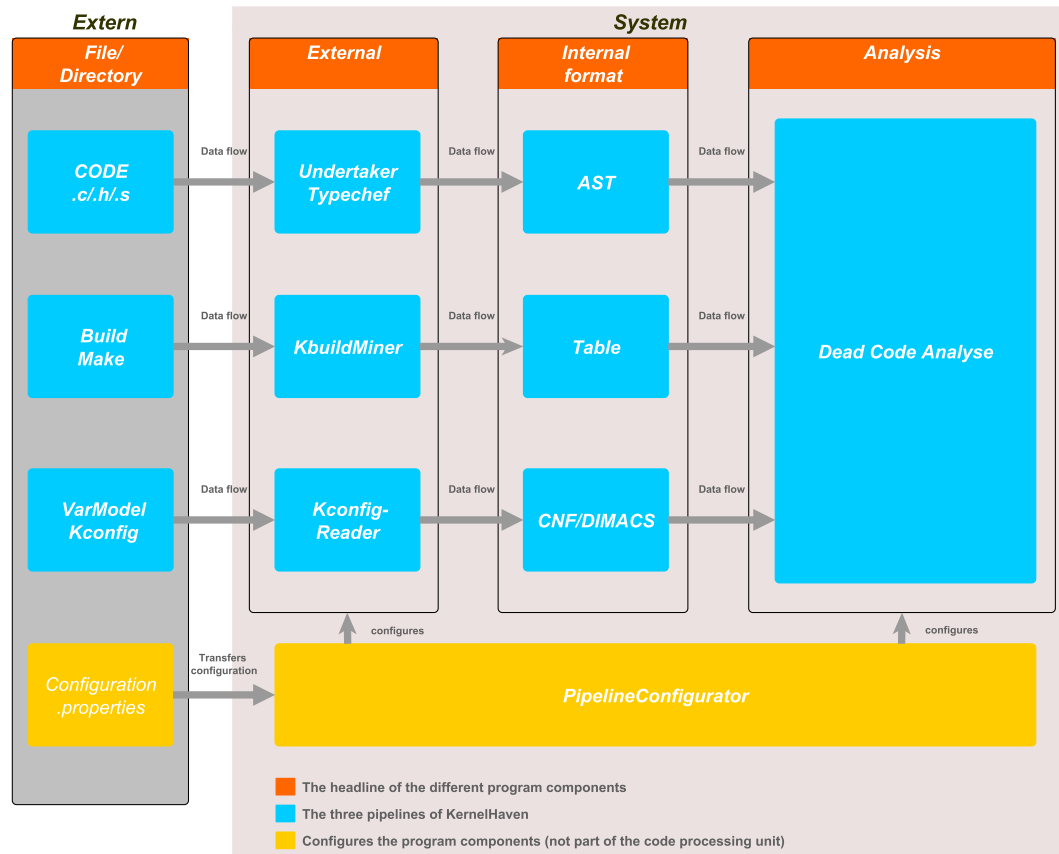 Extern
System
File/
Directory
External
Internal
format
Analysis
CODE
.c/.h/.s
Data flow
Undertaker
Typechef
Data flow
AST
Data flow
Dead Code Analyse
Build
Make
Data flow
KbuildMiner
Data flow
Table
Data flow
VarModel
Kconfig
Data flow
Kconfig-
Reader
Data flow
CNF/DIMACS
Data flow
configures
configures
Configuration
.properties
Transfers
configuration
PipelineConfigurator
The headline of the different program components
The three pipelines of KernelHaven
Configures the program components (not part of the code processing unit)